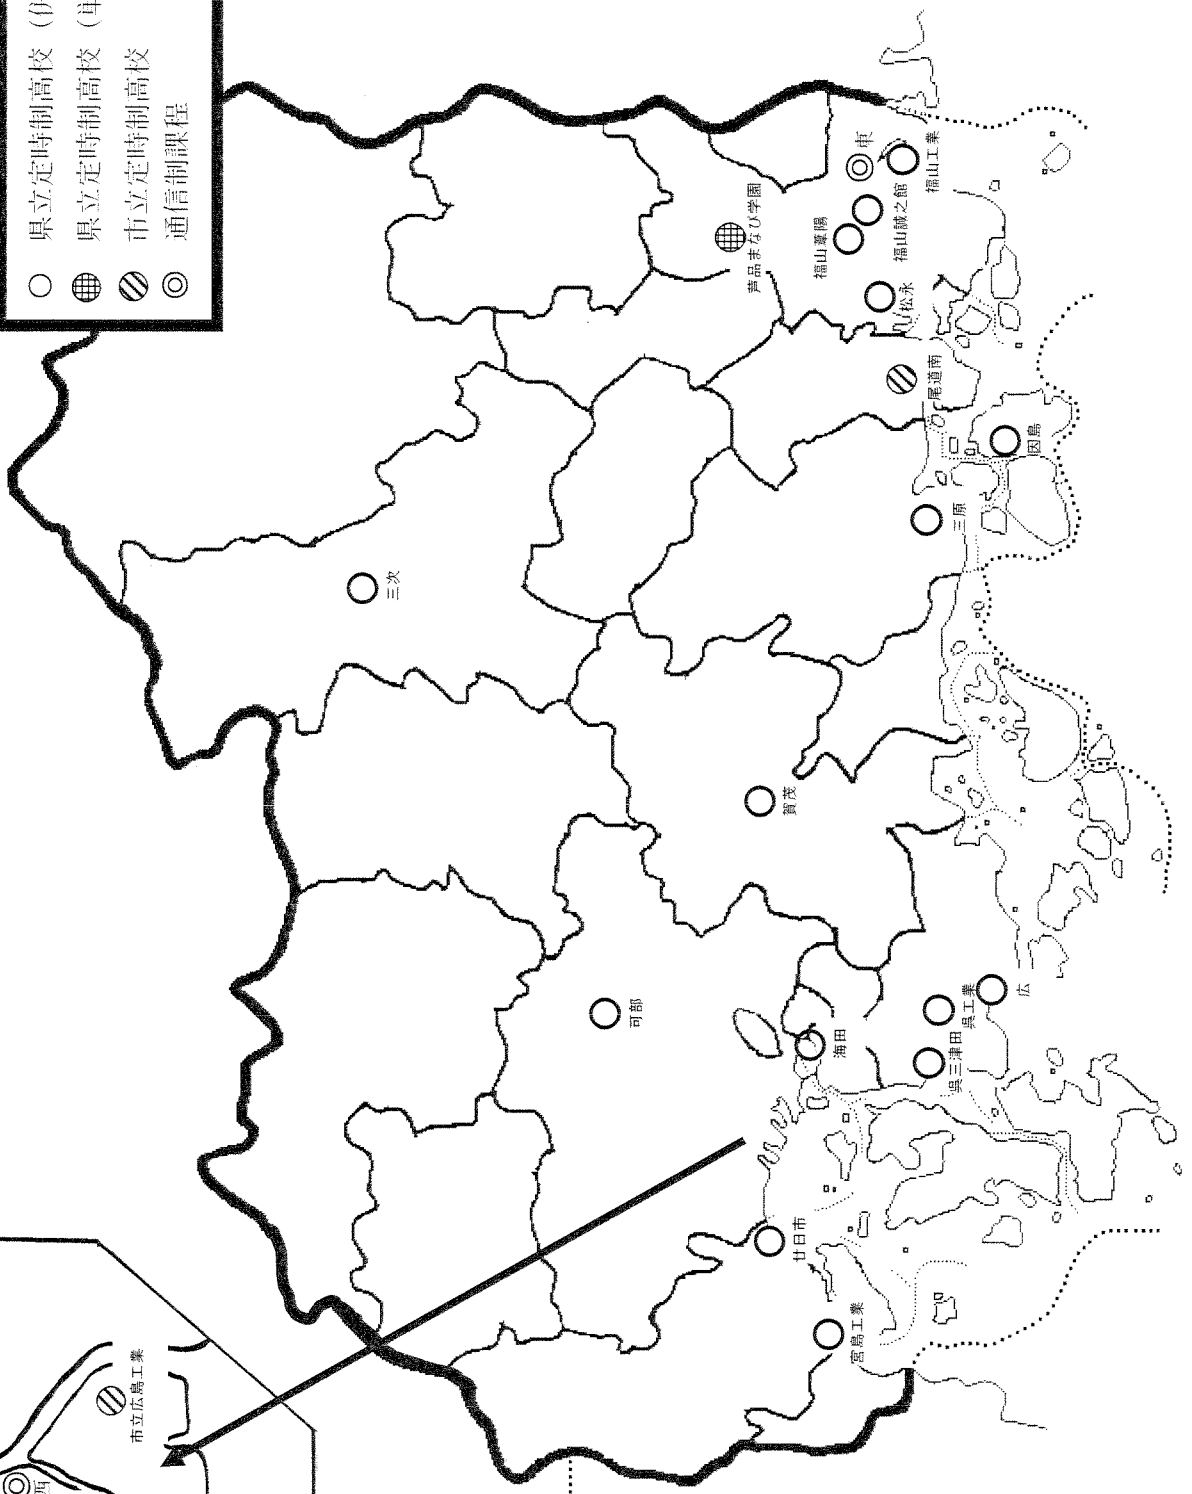 県立定時制高校（併
県立定時制高校（単
市立定時制高校
通信制課程
東
福山工業
福山誠之館
福山葦陽
芦品まなび学園
松永
尾道南
因島
三原
三次
賀茂
可部
海田
広
呉工業
呉三津田
廿日市
宮島工業
市立広島工業
西